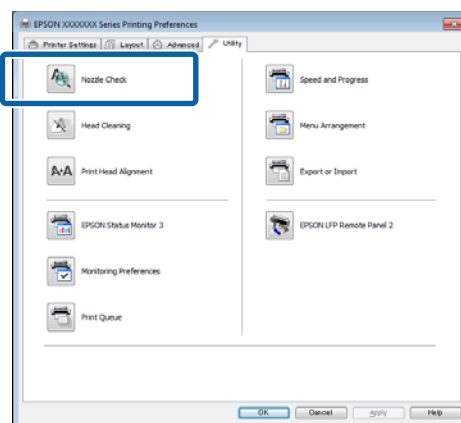 EPSON XXXXXXX Series Printing Preferences
Printer Settings Layout Advanced Utility
Nozzle Check
Speed and Progress
Head Cleaning
Menu Arrangement
A·A Print Head Alignment
Export or Import
EPSON Status Monitor 3
EPSON LFP Remote Panel 2
Monitoring Preferences
Print Queue
OK Cancel Apply Help